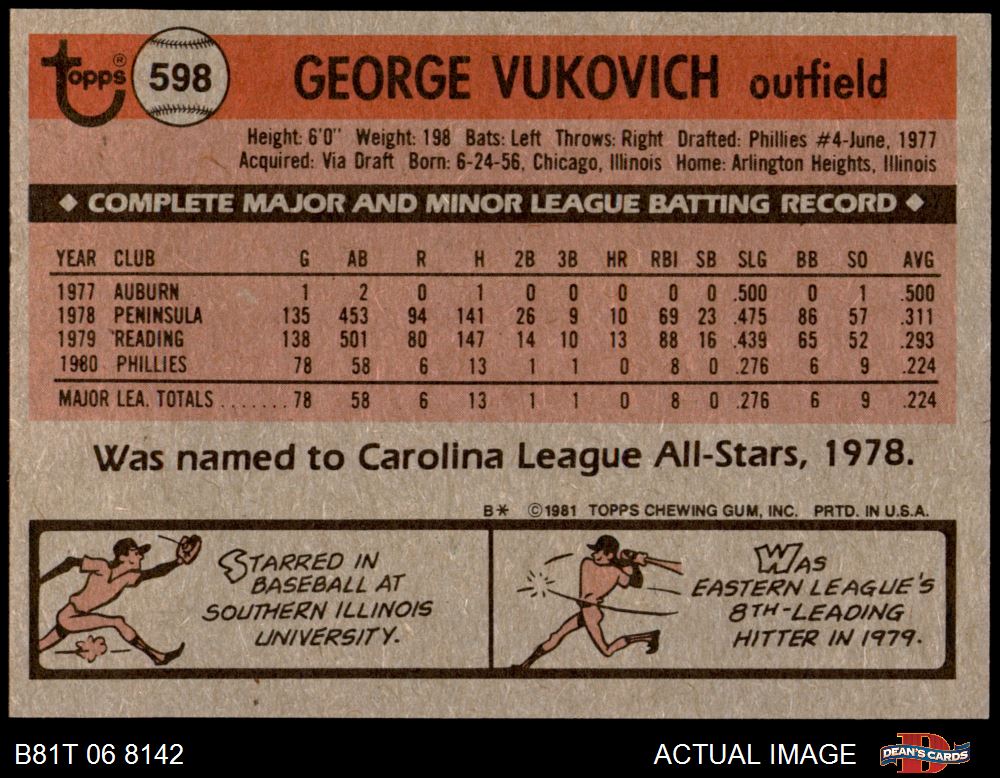 Topps® 598 GEORGE VUKOVICH outfield
Height: 6'0" Weight: 198 Bats: Left Throws: Right Drafted: Phillies #4-June, 1977
Acquired: Via Draft Born: 6-24-56, Chicago, Illinois Home: Arlington Heights, Illinois
◆ COMPLETE MAJOR AND MINOR LEAGUE BATTING RECORD ◆
YEAR CLUB G AB R H 2B 3B HR RBI SB SLG BB SO AVG
1977 AUBURN 1 2 0 1 0 0 0 0 0 .500 0 1 .500
1978 PENINSULA 135 453 94 141 26 9 10 69 23 .475 86 57 .311
1979 READING 138 501 80 147 14 10 13 88 16 .439 65 52 .293
1980 PHILLIES 78 58 6 13 1 1 0 8 0 .276 6 9 .224
MAJOR LEA. TOTALS ....... 78 58 6 13 1 1 0 8 0 .276 6 9 .224
Was named to Carolina League All-Stars, 1978.
B* ©1981 TOPPS CHEWING GUM, INC. PRTD. IN U.S.A.
STARRED IN
BASEBALL AT
SOUTHERN ILLINOIS
UNIVERSITY.
WAS
EASTERN LEAGUE'S
8TH-LEADING
HITTER IN 1979.
B81T 06 8142 ACTUAL IMAGE DEAN'S CARDS